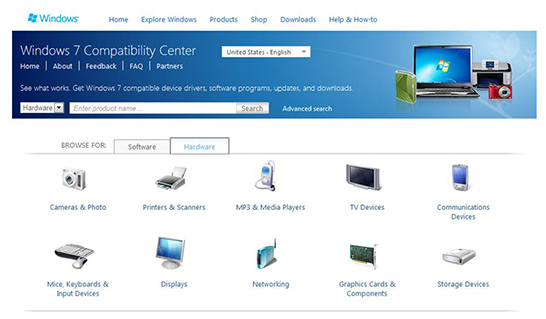 Windows® Home Explore Windows Products Shop Downloads Help & How-to
Windows 7 Compatibility Center United States - English
Home | About | Feedback | FAQ | Partners
See what works. Get Windows 7 compatible device drivers, software programs, updates, and downloads.
Hardware Enter product name... Search Advanced search
BROWSE FOR: Software Hardware
Cameras & Photo Printers & Scanners MP3 & Media Players TV Devices Communications
Devices
Mice, Keyboards & Displays Networking Graphics Cards & Storage Devices
Input Devices Components